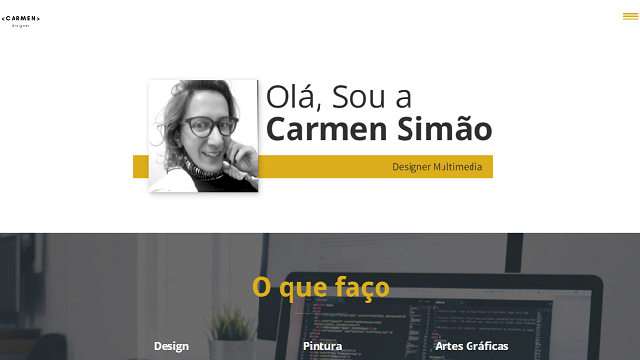 <CARMEN>
designer
Olá, Sou a
Carmen Simão
Designer Multimedia
O que faço
Design
Pintura
Artes Gráficas